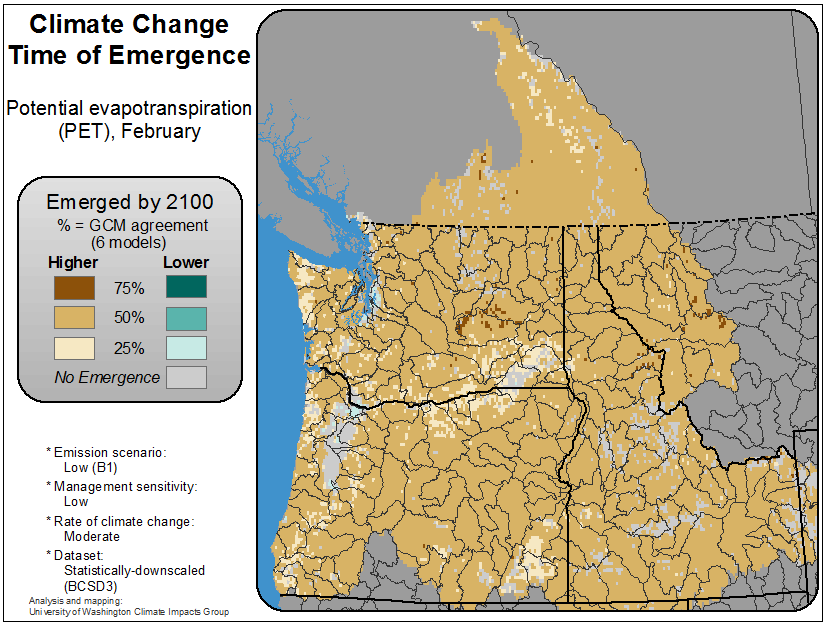 Climate Change
Time of Emergence
Potential evapotranspiration
(PET), February
Emerged by 2100
% = GCM agreement
(6 models)
Higher Lower
75%
50%
25%
No Emergence
* Emission scenario:
Low (B1)
* Management sensitivity:
Low
* Rate of climate change:
Moderate
* Dataset:
Statistically-downscaled
(BCSD3)
Analysis and mapping:
University of Washington Climate Impacts Group